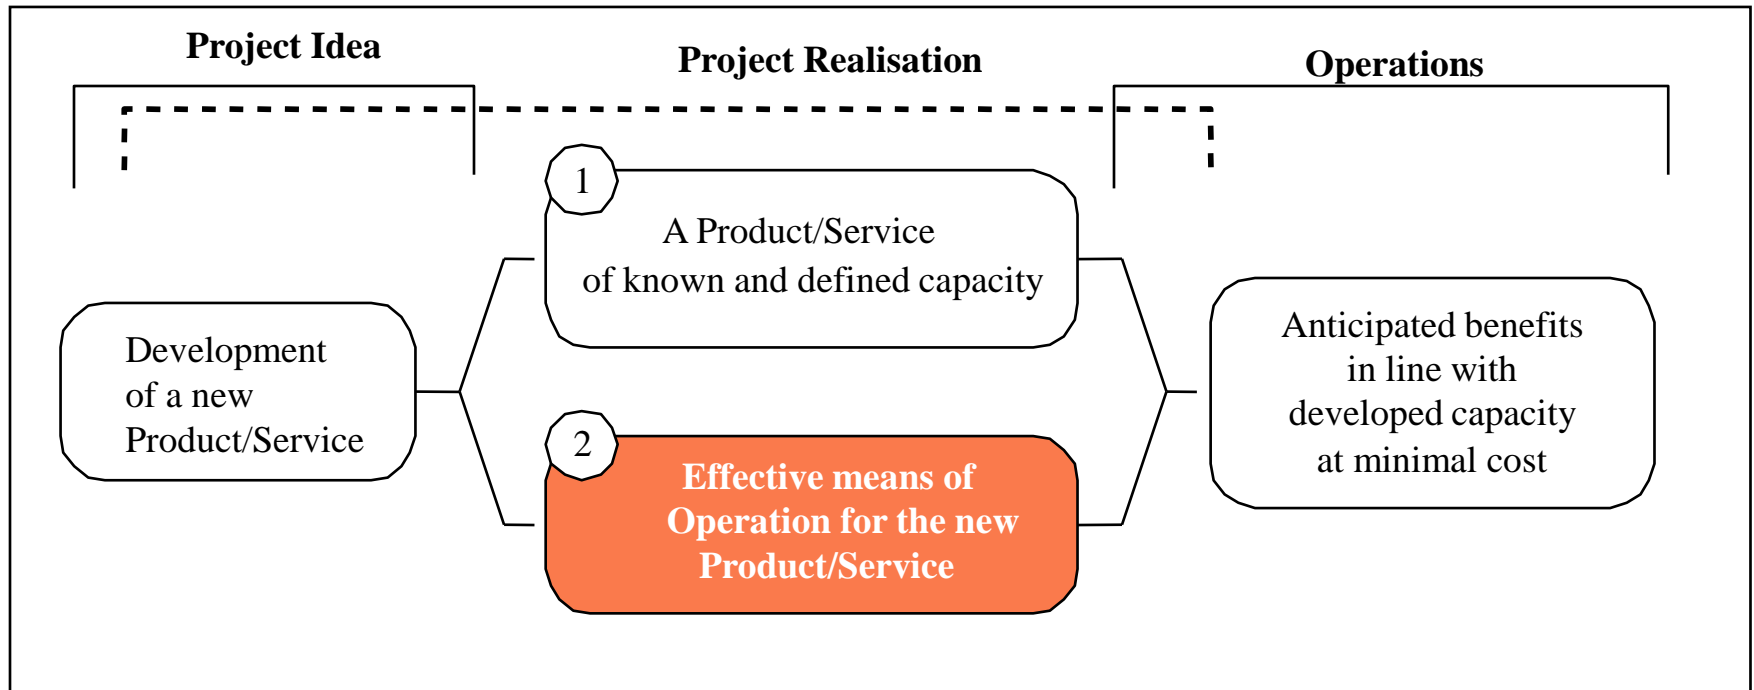 Project Idea
Project Realisation
Operations
1
A Product/Service
of known and defined capacity
Development
of a new
Product/Service
2
Effective means of
Operation for the new
Product/Service
Anticipated benefits
in line with
developed capacity
at minimal cost